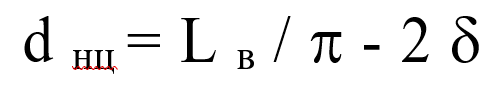 d нц = L в / π - 2 δ